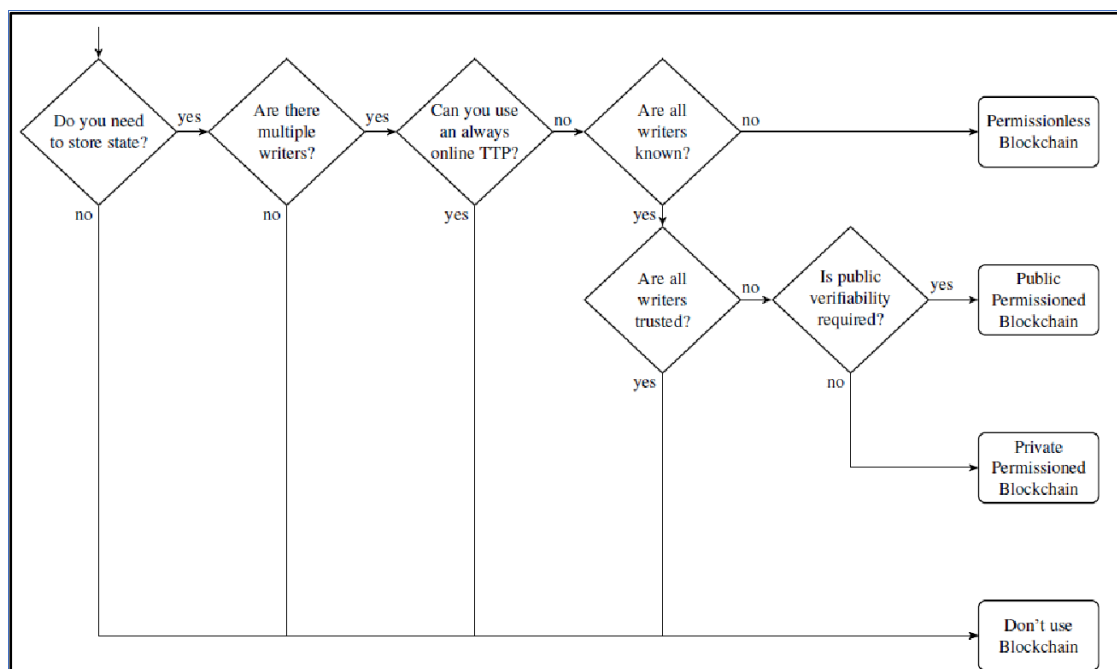 Do you need
to store state?
yes
Are there
multiple
writers?
yes
Can you use
an always
online TTP?
no
Are all
writers
known?
no
Permissionless
Blockchain
no
no
yes
yes
Are all
writers
trusted?
no
Is public
verifiability
required?
yes
Public
Permissioned
Blockchain
yes
no
Private
Permissioned
Blockchain
Don't use
Blockchain